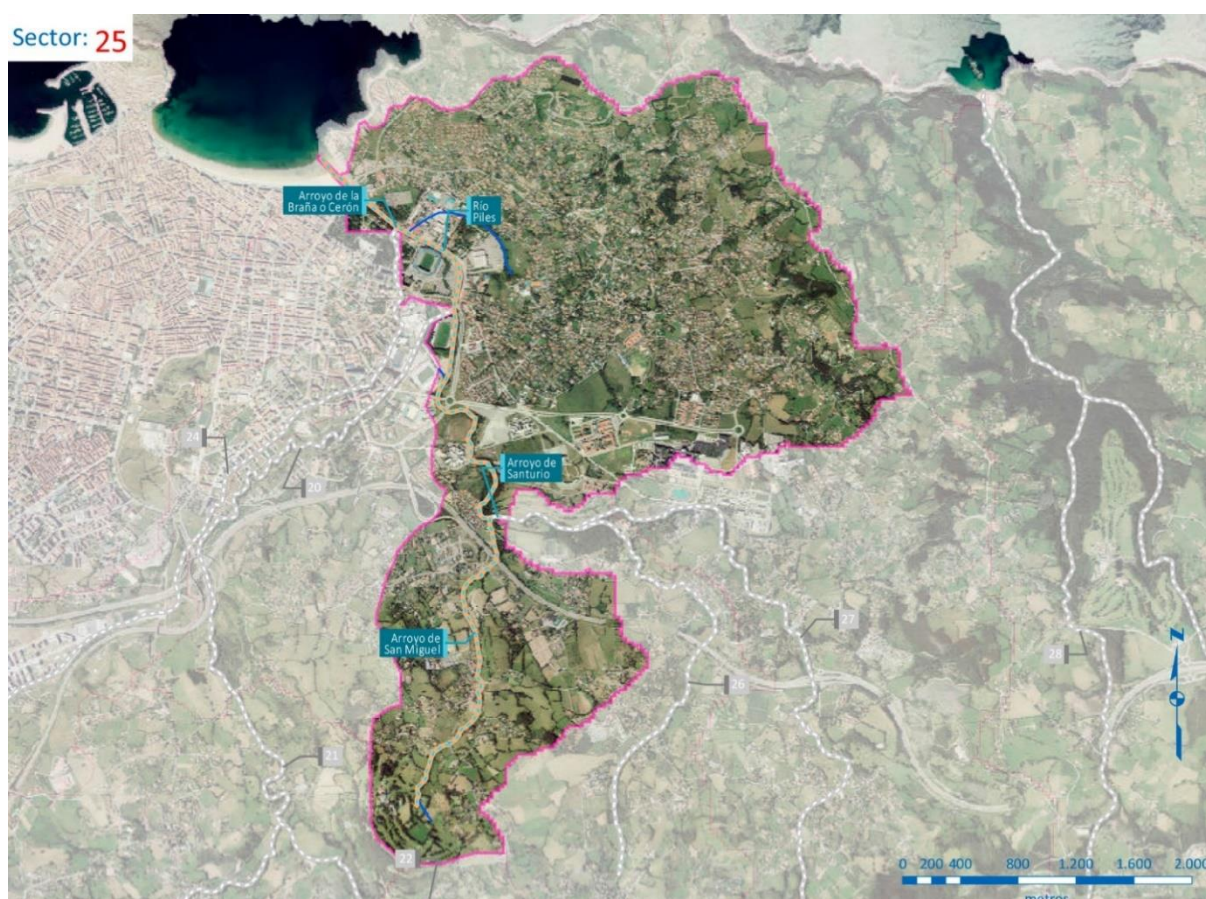 Sector: 25
Arroyo de la
Braña o Cerón
Río
Piles
24
20
Arroyo de
Santurio
Arroyo de
San Miguel
27
28
26
21
22
N
0 200 400 800 1.200 1.600 2.000
metros